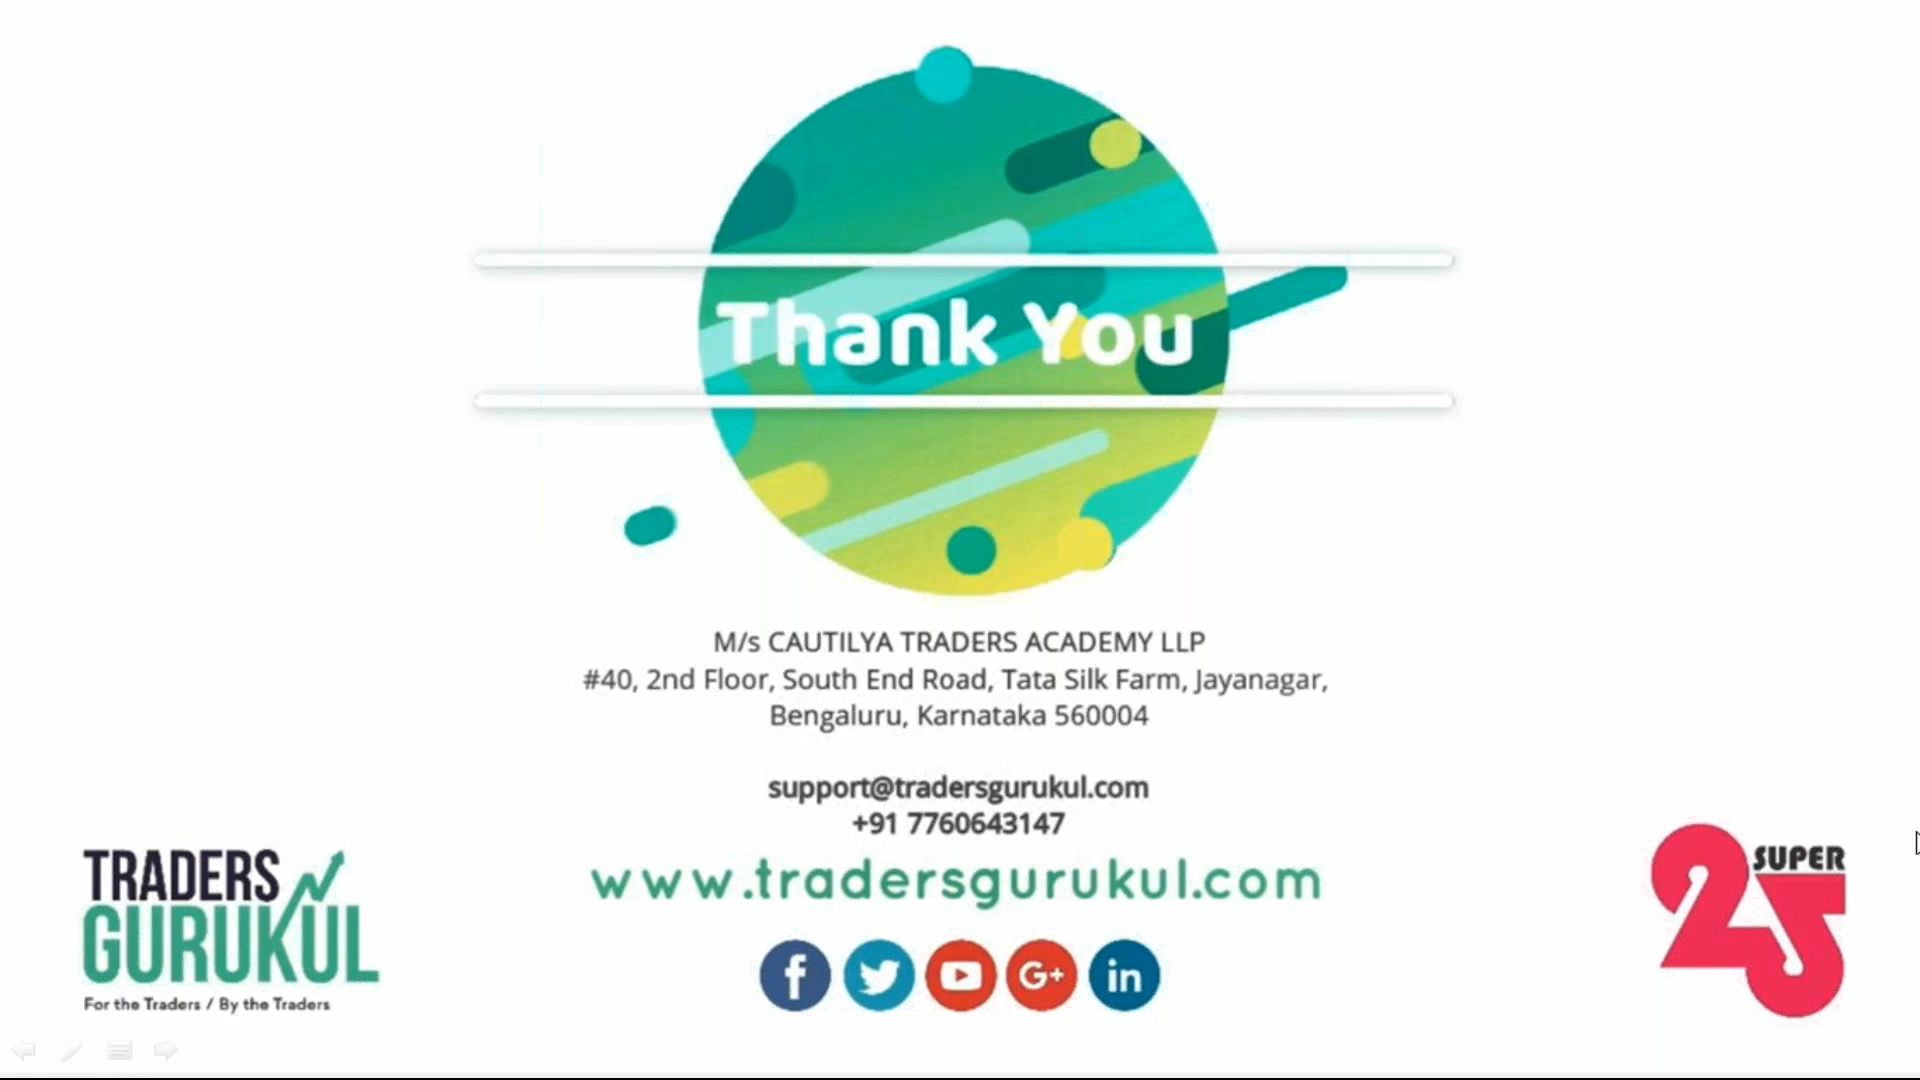 Thank You
M/s CAUTILYA TRADERS ACADEMY LLP
#40, 2nd Floor, South End Road, Tata Silk Farm, Jayanagar,
Bengaluru, Karnataka 560004
support@tradersgurukul.com
+91 7760643147
www.tradersgurukul.com
TRADERS
GURUKUL
For the Traders / By the Traders
SUPER
25
f
G+
in